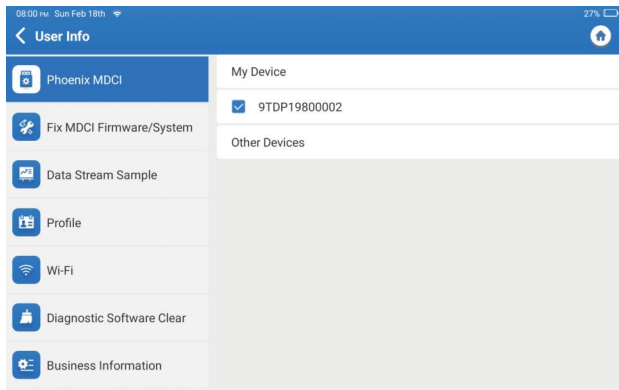 08:00 PM Sun Feb 18th
27%
User Info
Phoenix MDCI
Fix MDCI Firmware/System
Data Stream Sample
Profile
Wi-Fi
Diagnostic Software Clear
Business Information
My Device
9TDP19800002
Other Devices